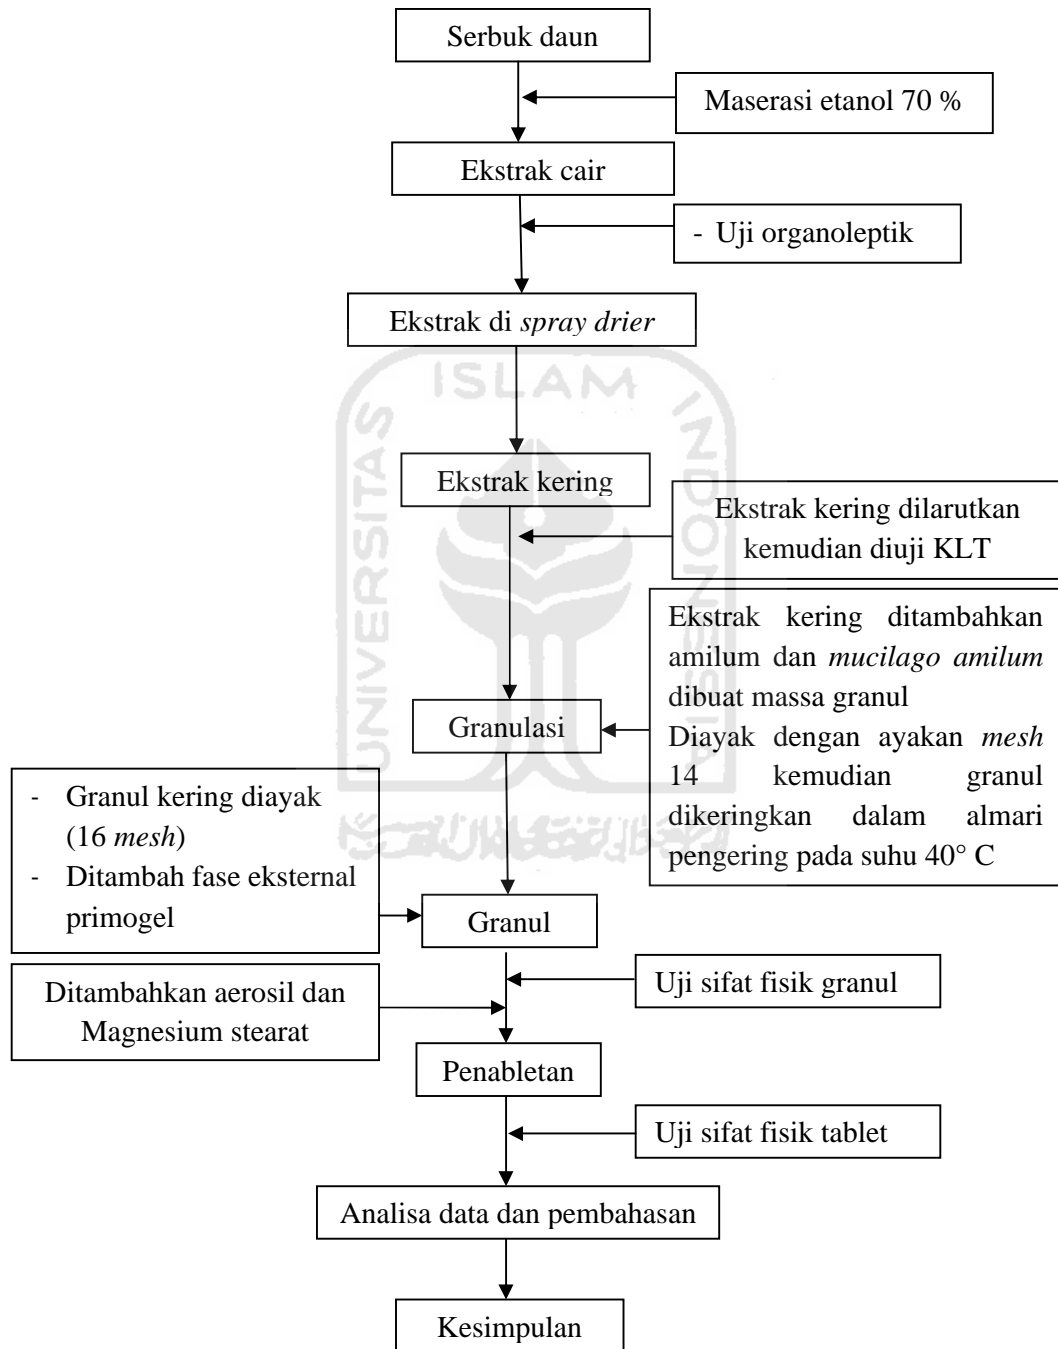 Serbuk daun
Maserasi etanol 70 %
Ekstrak cair
- Uji organoleptik
Ekstrak di spray drier
ISLAM
UNIVERSITAS
INDONESIA
Ekstrak kering
Ekstrak kering dilarutkan
kemudian diuji KLT
Ekstrak kering ditambahkan
amilum dan mucilago amilum
dibuat massa granul
Diayak dengan ayakan mesh
14 kemudian granul
dikeringkan dalam almari
pengering pada suhu 40° C
Granulasi
- Granul kering diayak
(16 mesh)
- Ditambah fase eksternal
primogel
Granul
Uji sifat fisik granul
Ditambahkan aerosil dan
Magnesium stearat
Penabletan
Uji sifat fisik tablet
Analisa data dan pembahasan
Kesimpulan